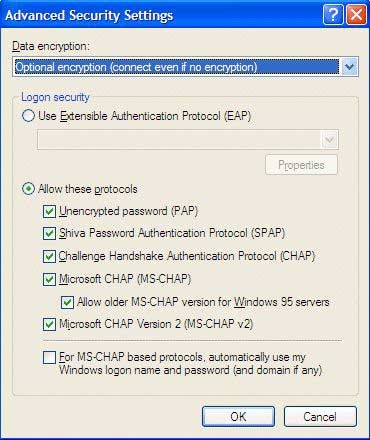 Advanced Security Settings
Data encryption:
Optional encryption (connect even if no encryption)
Logon security
Use Extensible Authentication Protocol (EAP)
Properties
Allow these protocols
Unencrypted password (PAP)
Shiva Password Authentication Protocol (SPAP)
Challenge Handshake Authentication Protocol (CHAP)
Microsoft CHAP (MS-CHAP)
Allow older MS-CHAP version for Windows 95 servers
Microsoft CHAP Version 2 (MS-CHAP v2)
For MS-CHAP based protocols, automatically use my
Windows logon name and password (and domain if any)
OK Cancel